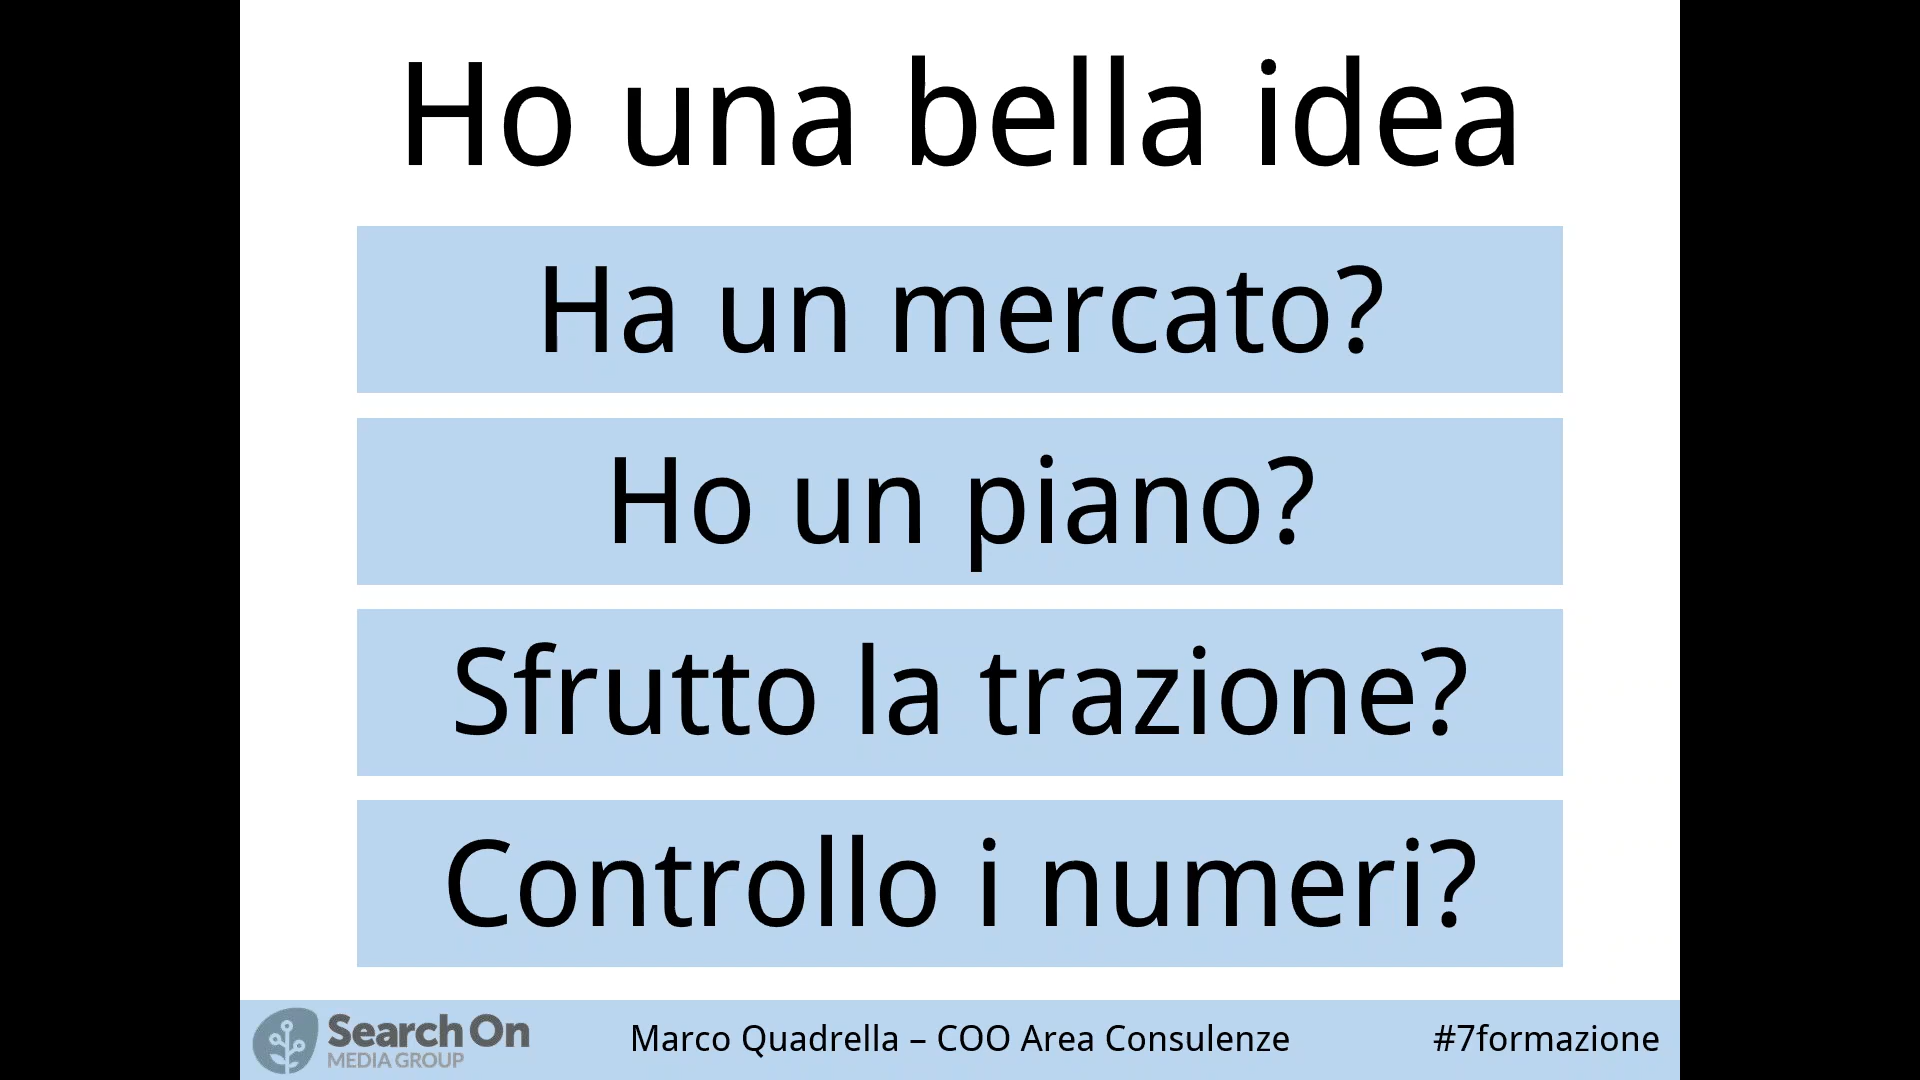 Ho una bella idea
Ha un mercato?
Ho un piano?
Sfrutto la trazione?
Controllo i numeri?
Search On
MEDIA GROUP
Marco Quadrella – COO Area Consulenze
#7formazione